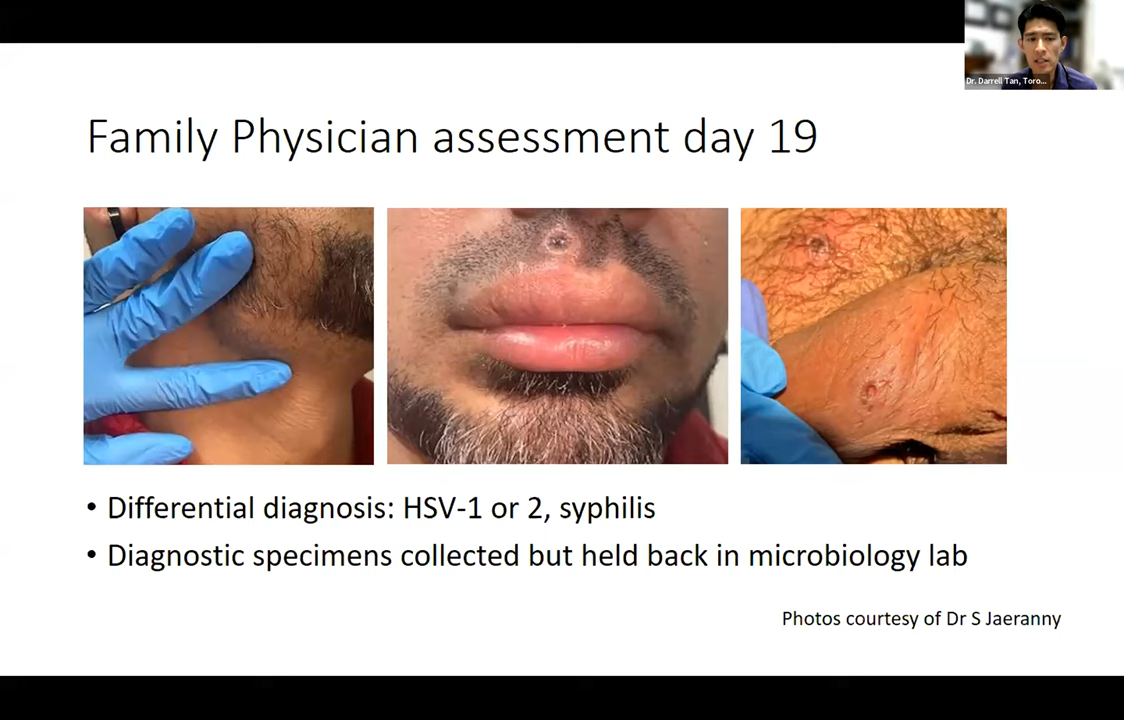 Dr. Darrell Tan, Toro...
Family Physician assessment day 19
• Differential diagnosis: HSV-1 or 2, syphilis
• Diagnostic specimens collected but held back in microbiology lab
Photos courtesy of Dr S Jaeranny